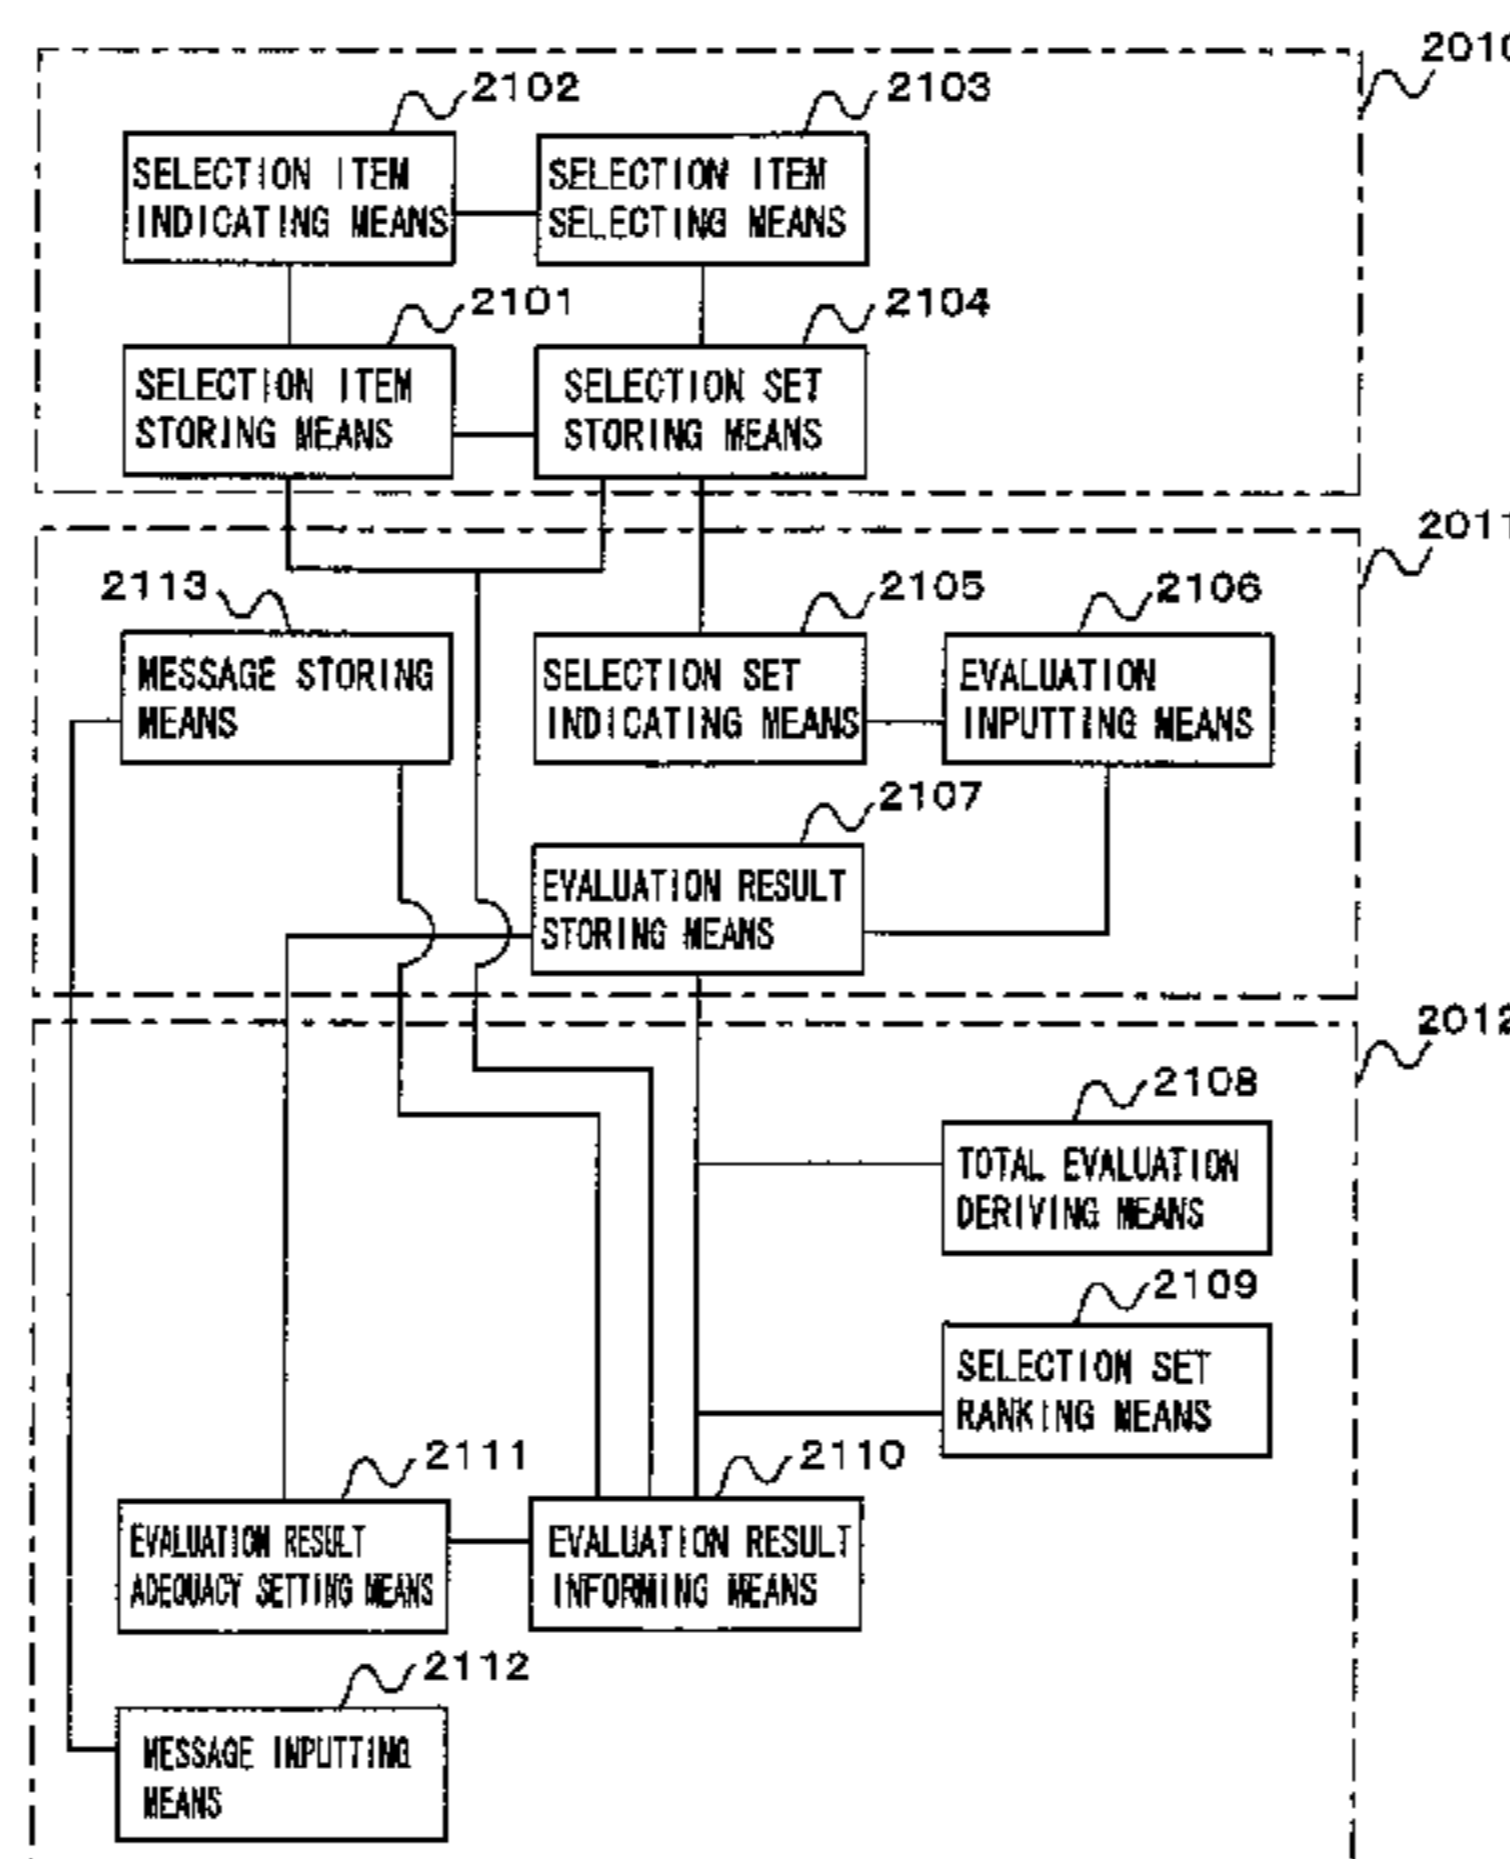 2010
2102
2103
SELECTION ITEM
INDICATING MEANS
SELECTION ITEM
SELECTING MEANS
2101
2104
SELECTION ITEM
STORING MEANS
SELECTION SET
STORING MEANS
2011
2113
2105
2106
MESSAGE STORING
MEANS
SELECTION SET
INDICATING MEANS
EVALUATION
INPUTTING MEANS
2107
EVALUATION RESULT
STORING MEANS
2012
2108
TOTAL EVALUATION
DERIVING MEANS
2109
SELECTION SET
RANKING MEANS
2111
2110
EVALUATION RESULT
ADEQUACY SETTING MEANS
EVALUATION RESULT
INFORMING MEANS
2112
MESSAGE INPUTTING
MEANS